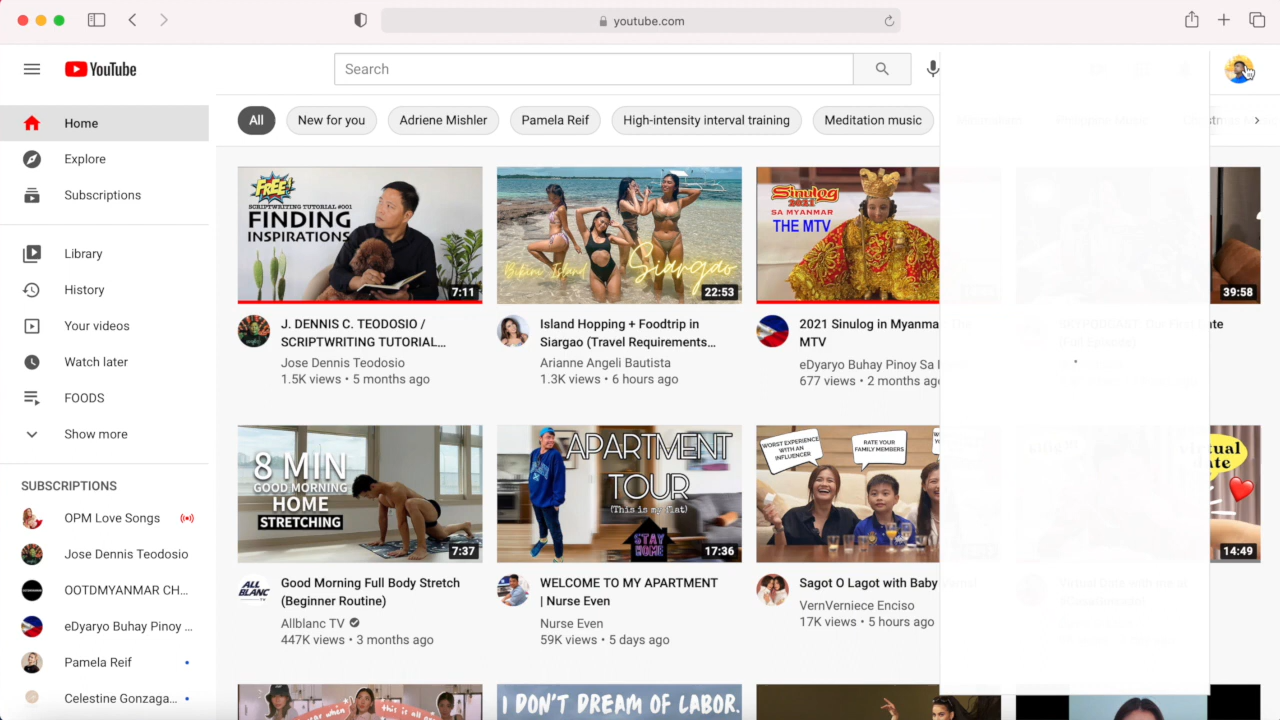 youtube.com
YouTube
Search
All
New for you
Adriene Mishler
Pamela Reif
High-intensity interval training
Meditation music
Home
Explore
Subscriptions
Library
History
Your videos
Watch later
FOODS
Show more
SUBSCRIPTIONS
OPM Love Songs
Jose Dennis Teodosio
OOTDMYANMAR CH...
eDyaryo Buhay Pinoy ...
Pamela Reif
Celestine Gonzaga...
FREE!
SCRIPTWRITING TUTORIAL #001
FINDING
INSPIRATIONS
7:11
J. DENNIS C. TEODOSIO /
SCRIPTWRITING TUTORIAL...
Jose Dennis Teodosio
1.5K views • 5 months ago
Bikini Island
Siargao
22:53
Island Hopping + Foodtrip in
Siargao (Travel Requirements...
Arianne Angeli Bautista
1.3K views • 6 hours ago
Sinulog
2021
SA MYANMAR
THE MTV
2021 Sinulog in Myanma
MTV
eDyaryo Buhay Pinoy Sa
677 views • 2 months ag
39:58
8 MIN
GOOD MORNING
HOME
STRETCHING
7:37
ALL
BLANC
TV
Good Morning Full Body Stretch
(Beginner Routine)
Allblanc TV
447K views • 3 months ago
APARTMENT
TOUR
(This is my flat)
STAY
HOME
17:36
WELCOME TO MY APARTMENT
| Nurse Even
Nurse Even
59K views • 5 days ago
WORST EXPERIENCE
WITH AN
INFLUENCER
RATE YOUR
FAMILY MEMBERS
Sagot O Lagot with Baby
VernVerniece Enciso
17K views • 5 hours ago
virtual
date
14:49
Virtual Date with me as
I DON'T DREAM OF LABOR.